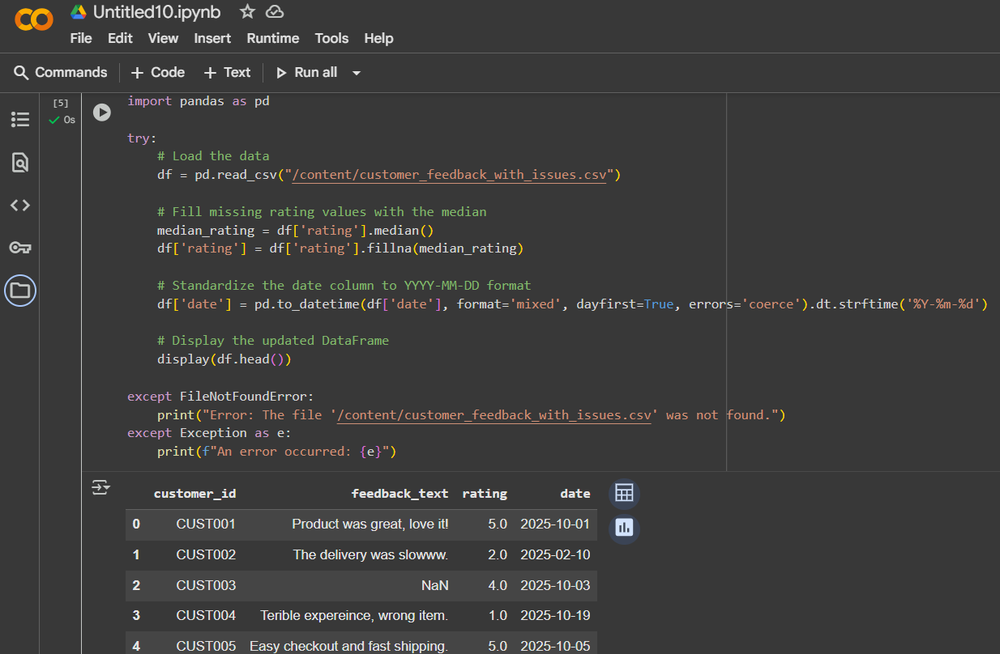 Untitled10.ipynb
File Edit View Insert Runtime Tools Help
Commands + Code + Text Run all
[5]
0s
import pandas as pd
try:
# Load the data
df = pd.read_csv("/content/customer_feedback_with_issues.csv")
# Fill missing rating values with the median
median_rating = df['rating'].median()
df['rating'] = df['rating'].fillna(median_rating)
# Standardize the date column to YYYY-MM-DD format
df['date'] = pd.to_datetime(df['date'], format='mixed', dayfirst=True, errors='coerce').dt.strftime('%Y-%m-%d')
# Display the updated DataFrame
display(df.head())
except FileNotFoundError:
print("Error: The file '/content/customer_feedback_with_issues.csv' was not found.")
except Exception as e:
print(f"An error occurred: {e}")
customer_id feedback_text rating date
0 CUST001 Product was great, love it! 5.0 2025-10-01
1 CUST002 The delivery was slowww. 2.0 2025-02-10
2 CUST003 NaN 4.0 2025-10-03
3 CUST004 Terible expereince, wrong item. 1.0 2025-10-19
4 CUST005 Easy checkout and fast shipping. 5.0 2025-10-05